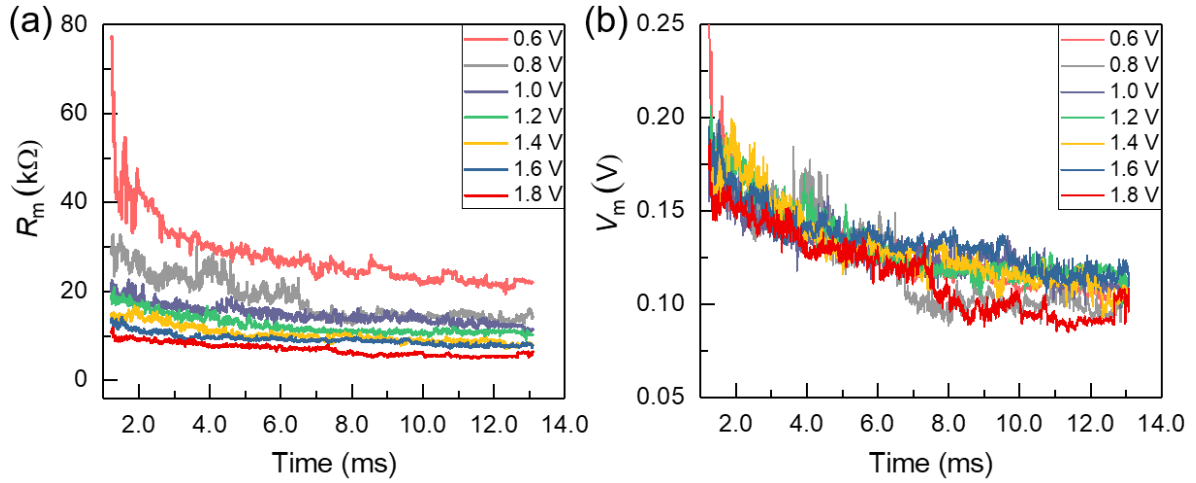 (a)
R_m (kΩ)
80
60
40
20
0
2.0 4.0 6.0 8.0 10.0 12.0 14.0
Time (ms)
0.6 V
0.8 V
1.0 V
1.2 V
1.4 V
1.6 V
1.8 V
(b)
V_m (V)
0.25
0.20
0.15
0.10
0.05
2.0 4.0 6.0 8.0 10.0 12.0 14.0
Time (ms)
0.6 V
0.8 V
1.0 V
1.2 V
1.4 V
1.6 V
1.8 V